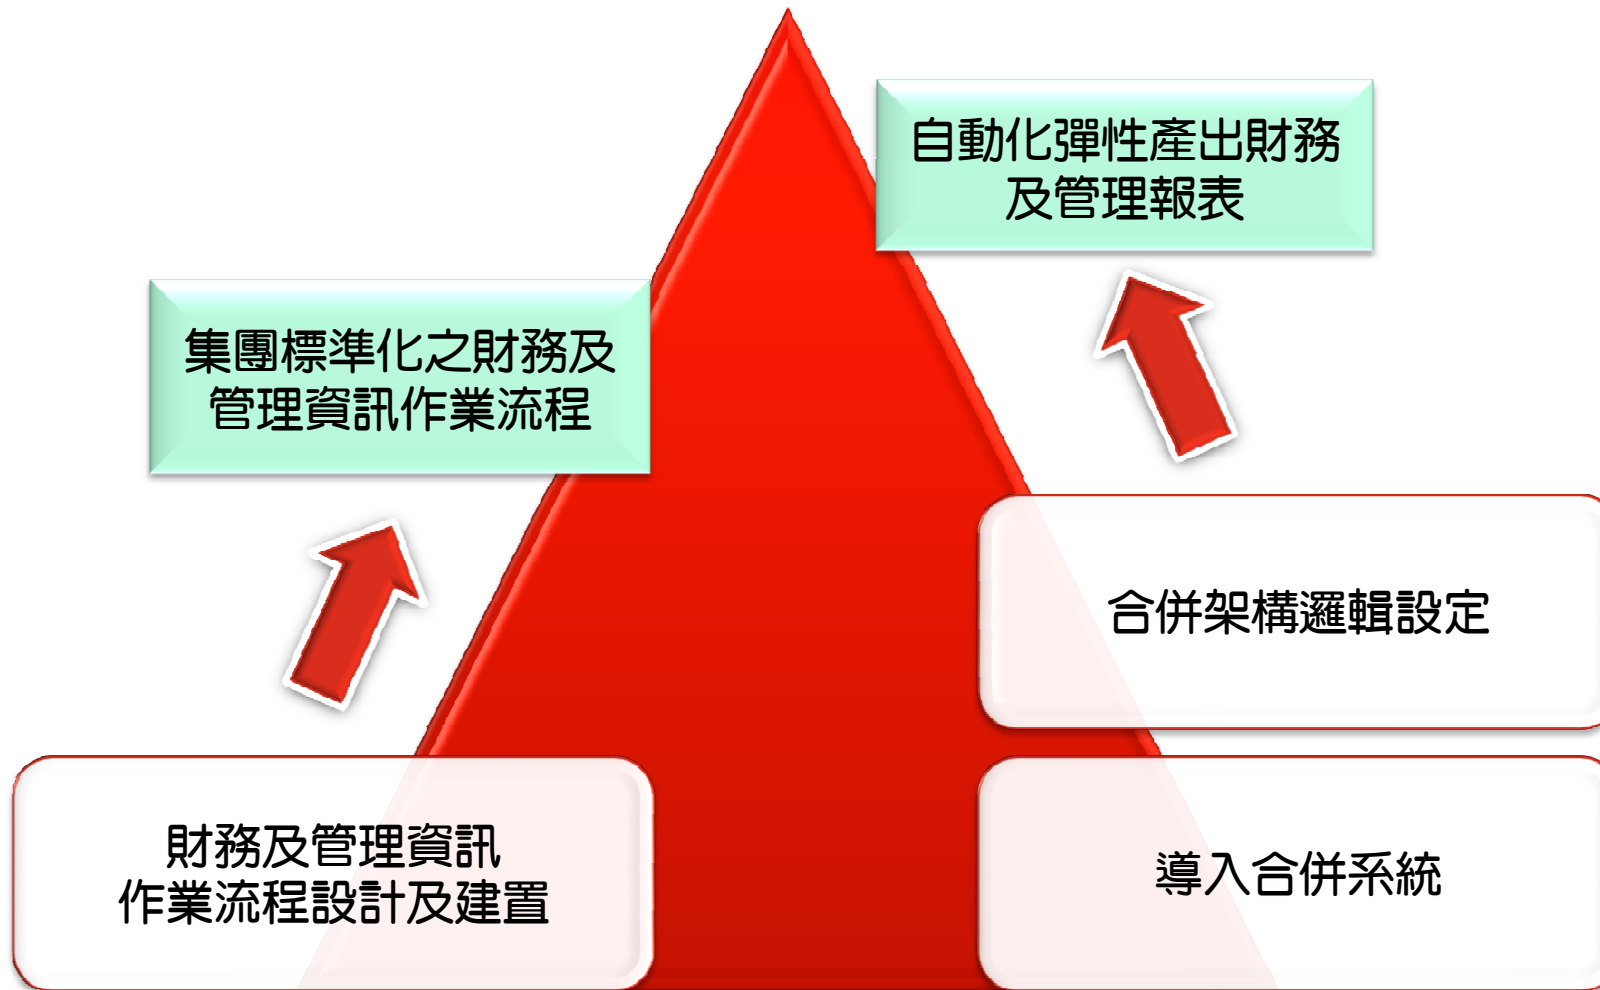 自動化彈性產出財務
及管理報表
集團標準化之財務及
管理資訊作業流程
合併架構邏輯設定
財務及管理資訊
作業流程設計及建置
導入合併系統